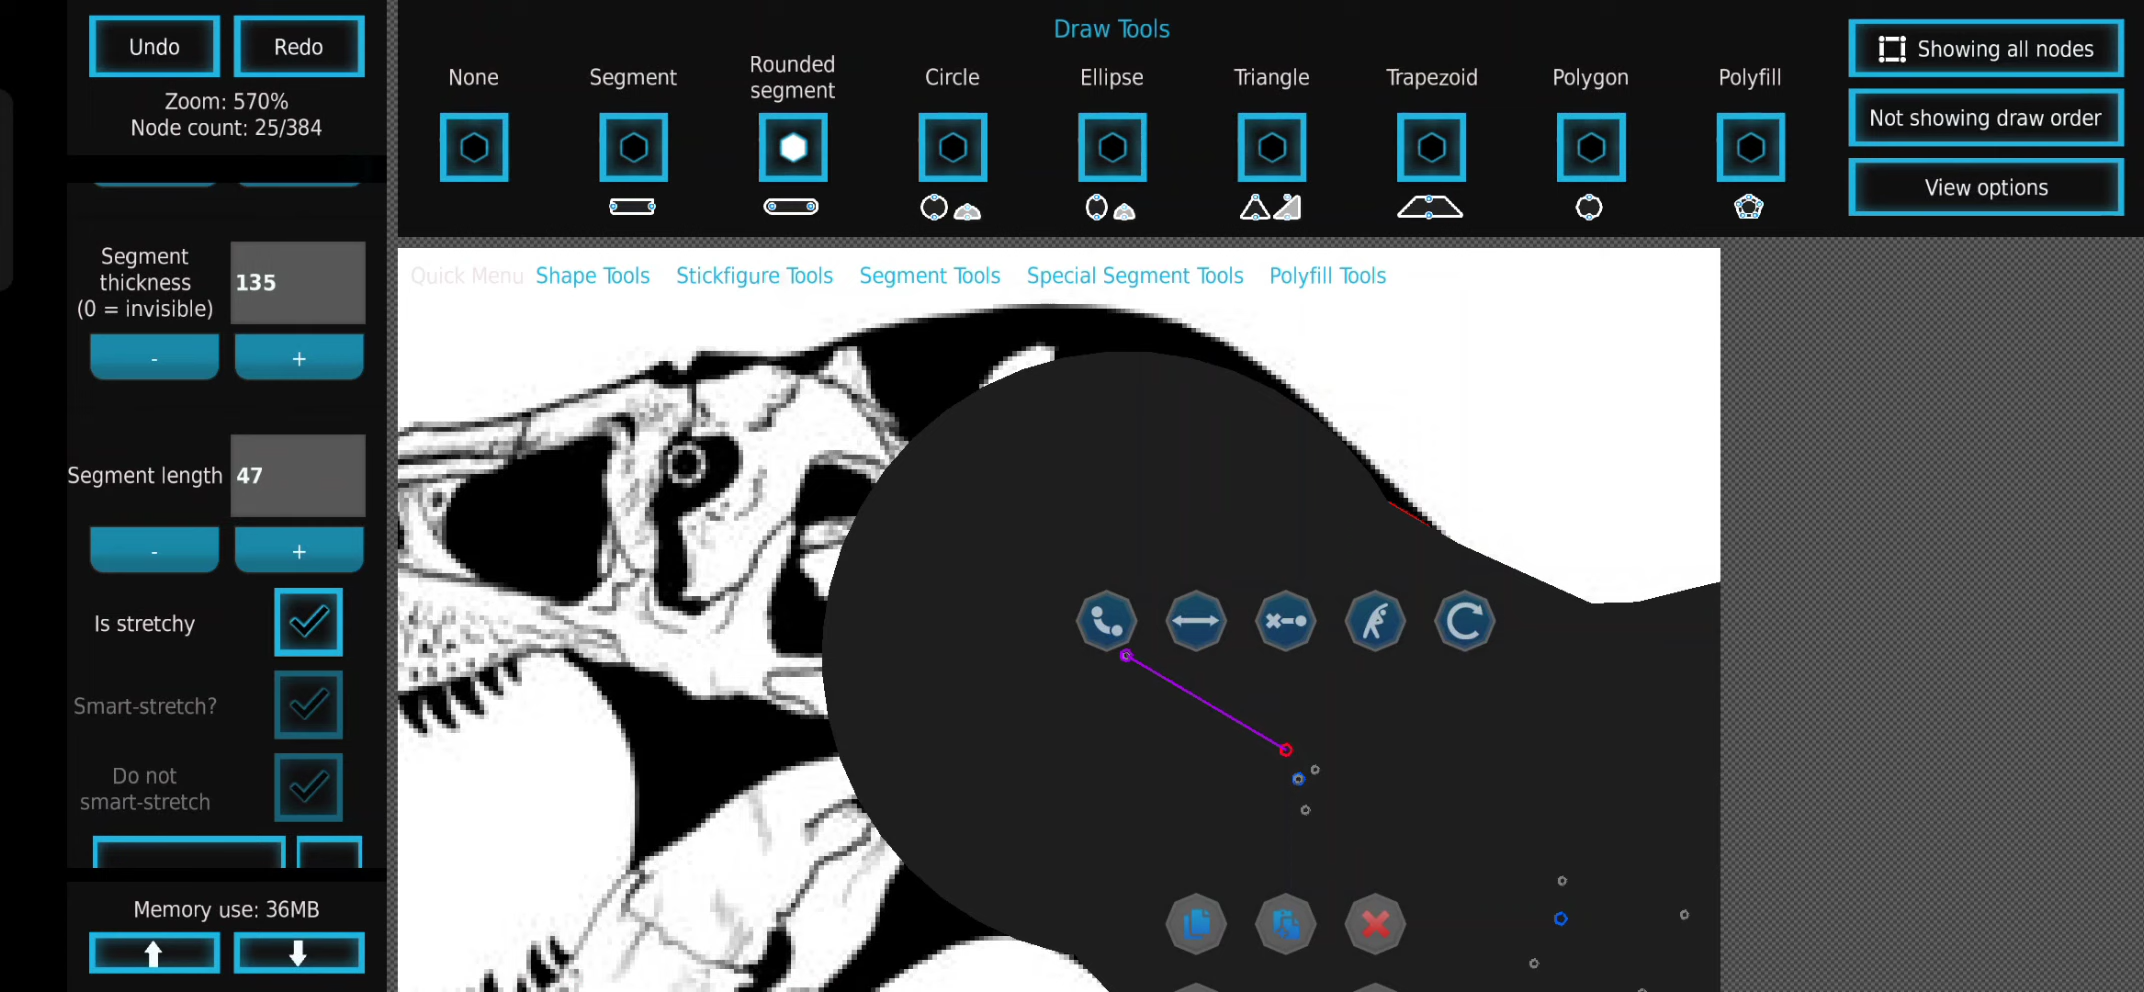 Undo
Redo
Zoom: 570%
Node count: 25/384
Segment
thickness
(0 = invisible)
135
-
+
Segment length
47
-
+
Is stretchy
Smart-stretch?
Do not
smart-stretch
Memory use: 36MB
Draw Tools
None
Segment
Rounded
segment
Circle
Ellipse
Triangle
Trapezoid
Polygon
Polyfill
Showing all nodes
Not showing draw order
View options
Quick Menu Shape Tools Stickfigure Tools Segment Tools Special Segment Tools Polyfill Tools